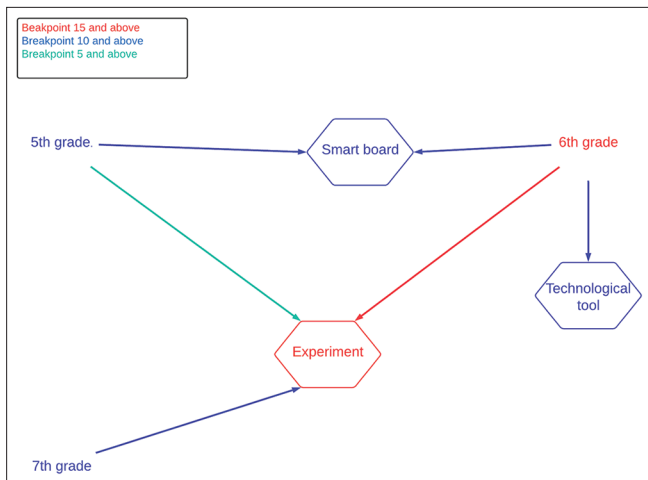 Beakpoint 15 and above
Breakpoint 10 and above
Breakpoint 5 and above
5th grade.
Smart board
6th grade
Technological
tool
Experiment
7th grade